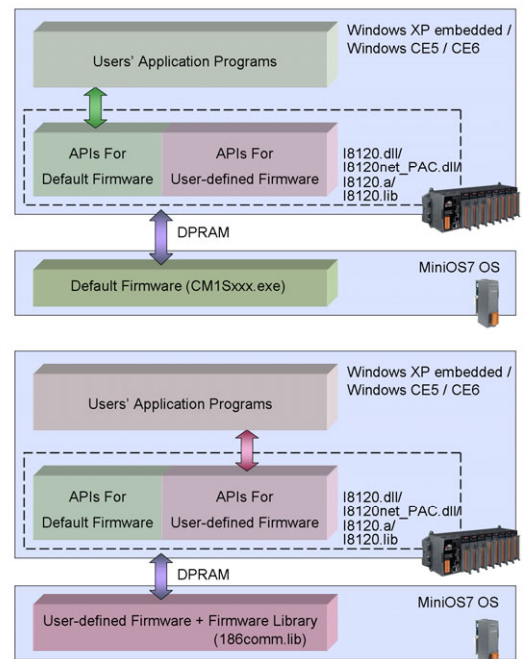 Windows XP embedded /
Windows CE5 / CE6
Users' Application Programs
APIs For
Default Firmware
APIs For
User-defined Firmware
I8120.dll/
I8120net_PAC.dll/
I8120.a/
I8120.lib
DPRAM
MiniOS7 OS
Default Firmware (CM1Sxxx.exe)
Windows XP embedded /
Windows CE5 / CE6
Users' Application Programs
APIs For
Default Firmware
APIs For
User-defined Firmware
I8120.dll/
I8120net_PAC.dll/
I8120.a/
I8120.lib
DPRAM
MiniOS7 OS
User-defined Firmware + Firmware Library
(186comm.lib)